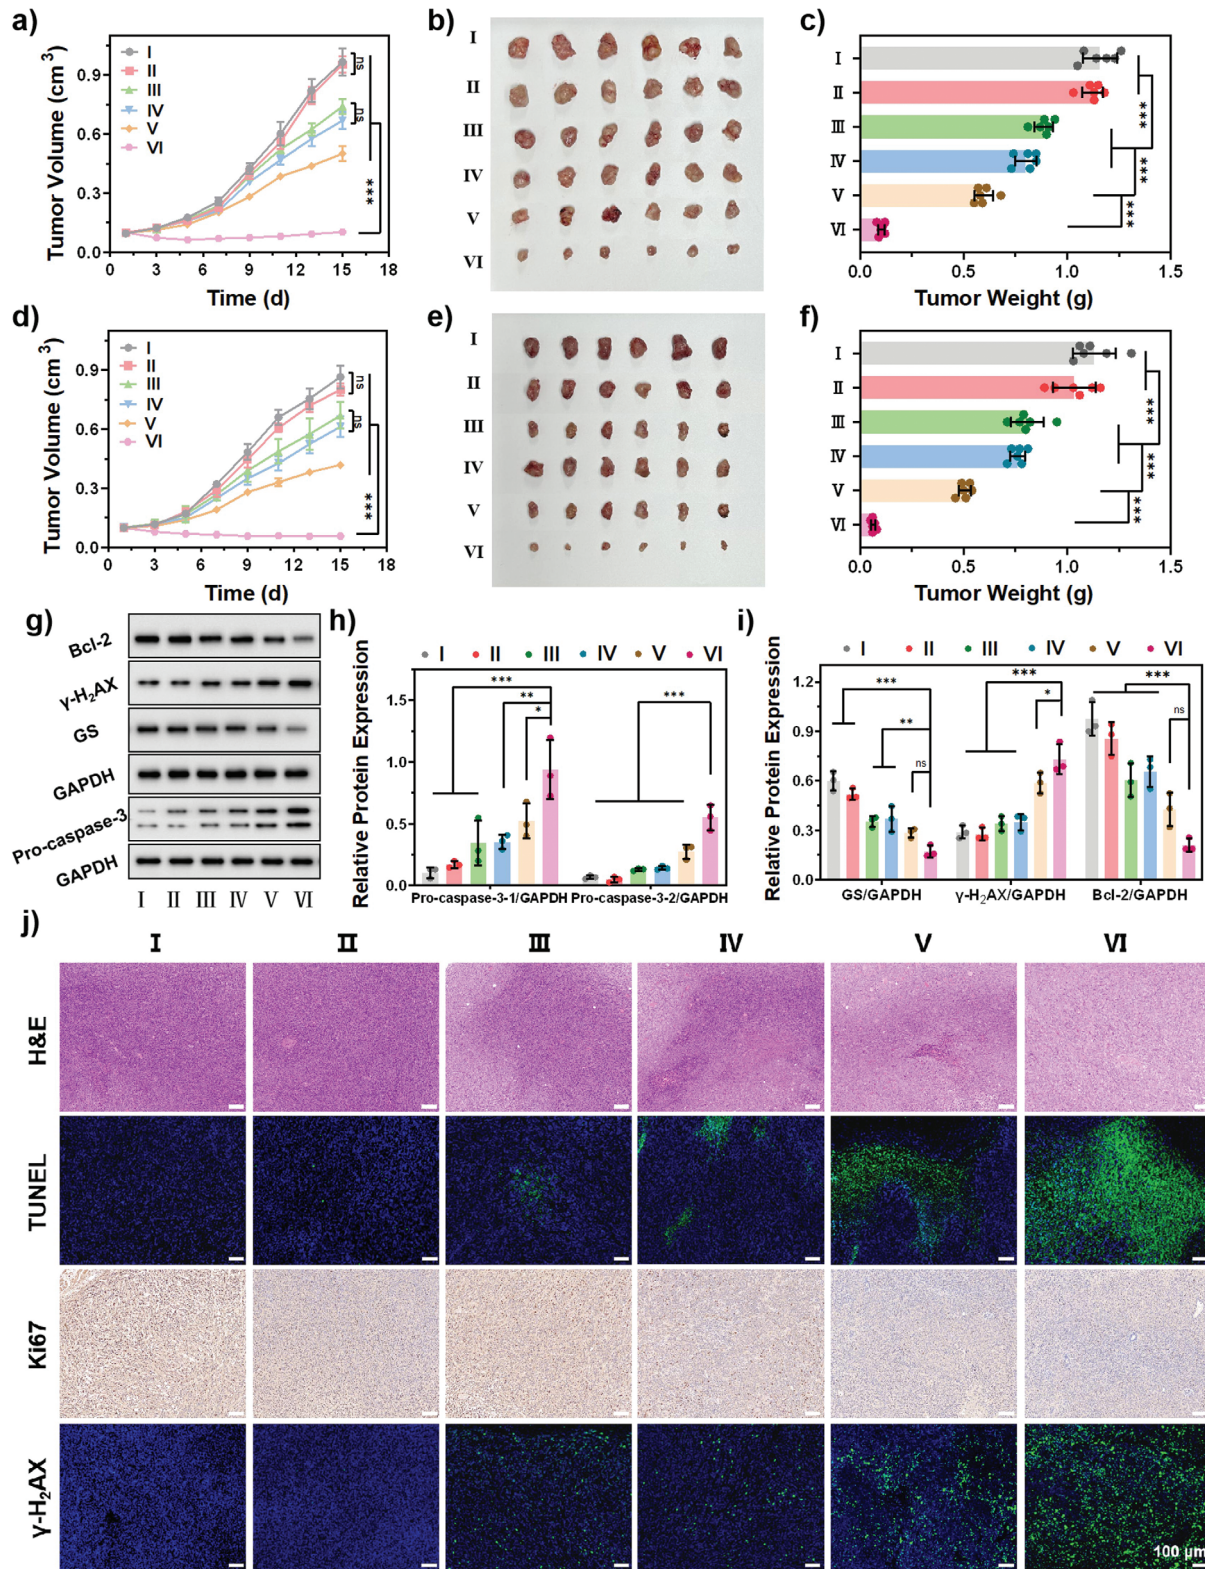 a)
Tumor Volume (cm³)
0.9
0.6
0.3
0.0
I
II
III
IV
V
VI
ns
ns
***
0 3 6 9 12 15 18
Time (d)
b)
I
II
III
IV
V
VI
c)
I
II
III
IV
V
VI
***
***
***
0.0 0.5 1.0 1.5
Tumor Weight (g)
d)
Tumor Volume (cm³)
0.9
0.6
0.3
0.0
I
II
III
IV
V
VI
ns
ns
***
0 3 6 9 12 15 18
Time (d)
e)
I
II
III
IV
V
VI
f)
I
II
III
IV
V
VI
***
***
***
0.0 0.5 1.0 1.5
Tumor Weight (g)
g)
Bcl-2
γ-H₂AX
GS
GAPDH
Pro-caspase-3
GAPDH
I II III IV V VI
h)
I II III IV V VI
Relative Protein Expression
1.5
1.0
0.5
0.0
***
**
*
***
Pro-caspase-3-1/GAPDH Pro-caspase-3-2/GAPDH
i)
I II III IV V VI
Relative Protein Expression
1.2
0.9
0.6
0.3
0.0
***
**
ns
***
*
***
ns
GS/GAPDH γ-H₂AX/GAPDH Bcl-2/GAPDH
j)
I II III IV V VI
H&E
TUNEL
Ki67
γ-H₂AX
100 μm